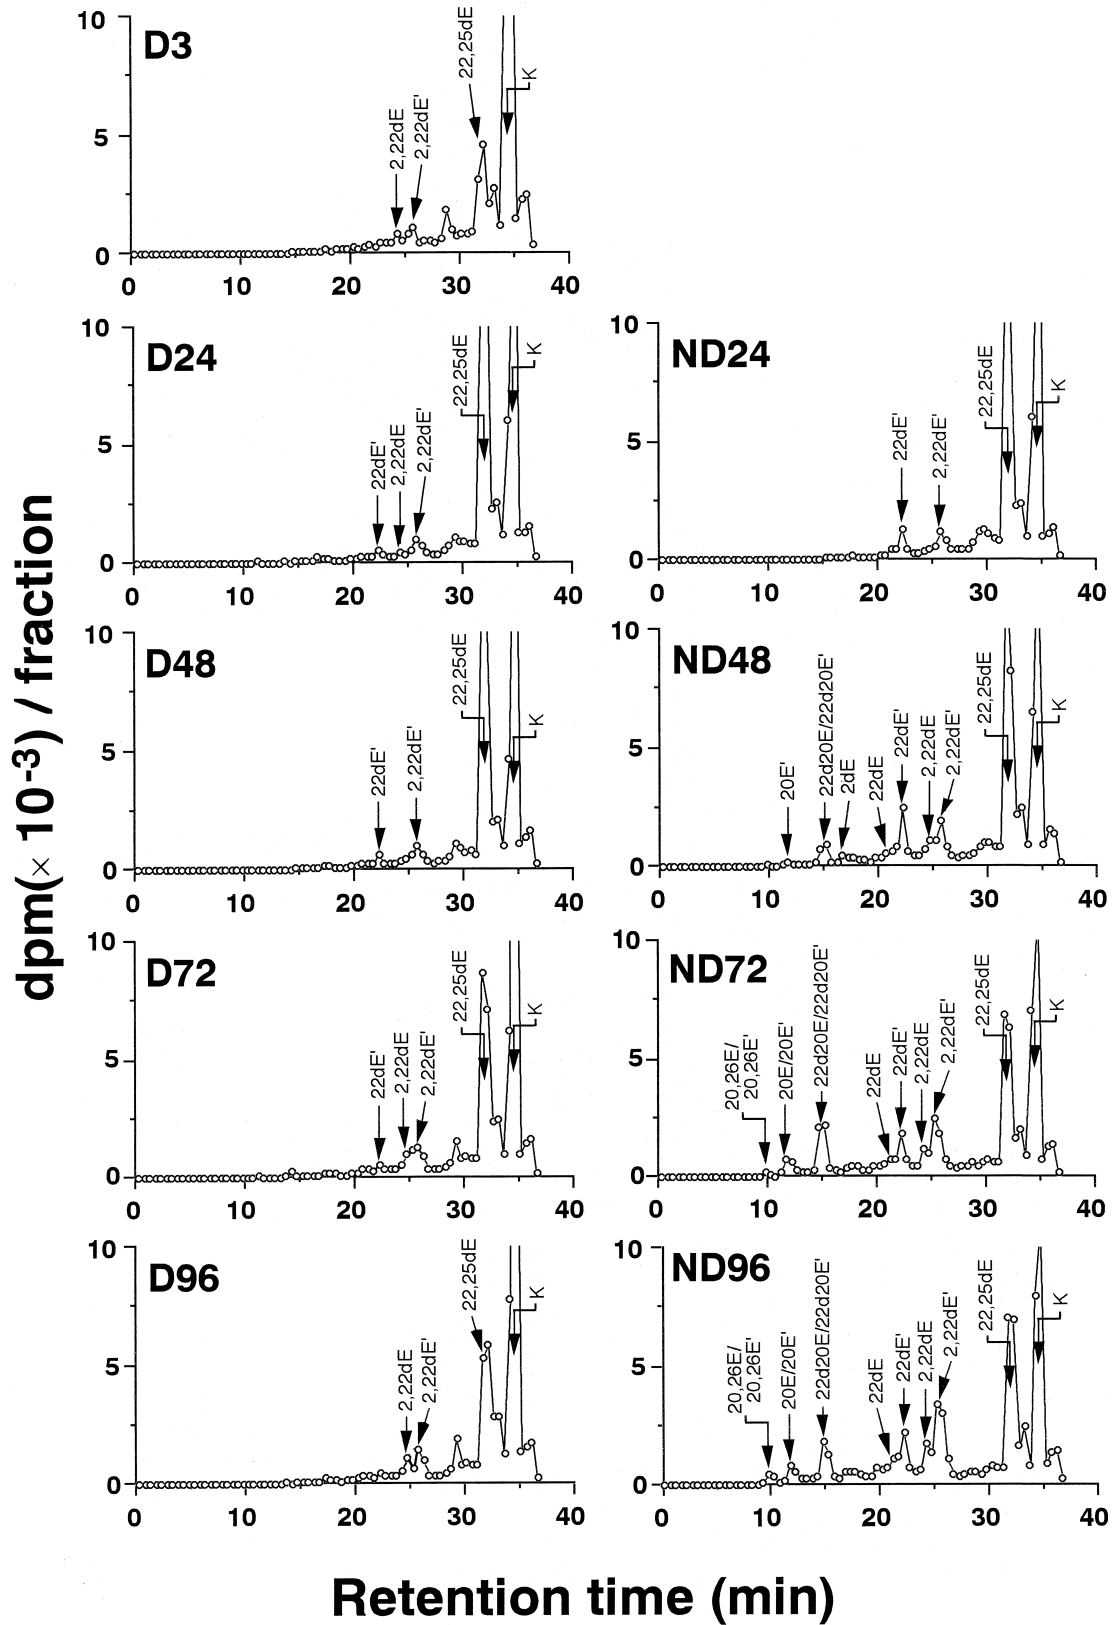 dpm(× 10⁻³) / fraction
D3
10
5
0
2,22dE
2,22dE'
22,25dE
K
0 10 20 30 40
D24
10
5
0
22dE'
2,22dE
2,22dE'
22,25dE
K
0 10 20 30 40
ND24
10
5
0
22dE'
2,22dE'
22,25dE
K
0 10 20 30 40
D48
10
5
0
22dE'
2,22dE'
22,25dE
K
0 10 20 30 40
ND48
10
5
0
20E'
22d20E/22d20E'
2dE
22dE
22dE'
2,22dE
2,22dE'
22,25dE
K
0 10 20 30 40
D72
10
5
0
22dE'
2,22dE
2,22dE'
22,25dE
K
0 10 20 30 40
ND72
10
5
0
20,26E/
20,26E'
20E/20E'
22d20E/22d20E'
22dE
22dE'
2,22dE
2,22dE'
22,25dE
K
0 10 20 30 40
D96
10
5
0
2,22dE
2,22dE'
22,25dE
K
0 10 20 30 40
ND96
10
5
0
20,26E/
20,26E'
20E/20E'
22d20E/22d20E'
22dE
22dE'
2,22dE
2,22dE'
22,25dE
K
0 10 20 30 40
Retention time (min)